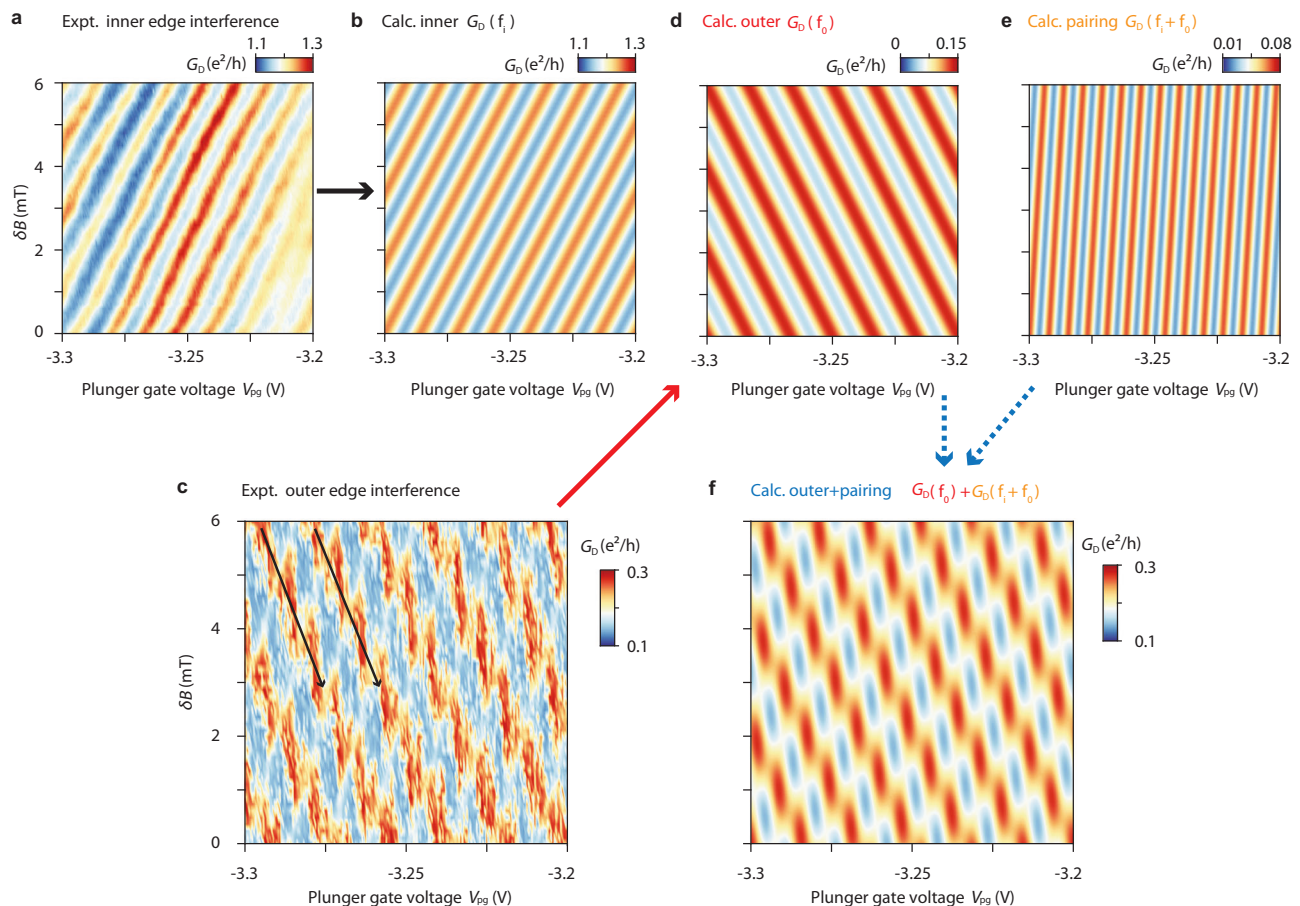 a Expt. inner edge interference
G_D (e²/h) 1.1 1.3
6
4
2
0
δB (mT)
-3.3 -3.25 -3.2
Plunger gate voltage V_pg (V)
b Calc. inner G_D (f_i)
G_D (e²/h) 1.1 1.3
-3.3 -3.25 -3.2
Plunger gate voltage V_pg (V)
d Calc. outer G_D (f_0)
G_D (e²/h) 0 0.15
-3.3 -3.25 -3.2
Plunger gate voltage V_pg (V)
e Calc. pairing G_D (f_i + f_0)
G_D (e²/h) 0.01 0.08
-3.3 -3.25 -3.2
Plunger gate voltage V_pg (V)
c Expt. outer edge interference
G_D (e²/h)
0.3
0.1
6
4
2
0
δB (mT)
-3.3 -3.25 -3.2
Plunger gate voltage V_pg (V)
f Calc. outer+pairing G_D (f_0) + G_D (f_i + f_0)
G_D (e²/h)
0.3
0.1
-3.3 -3.25 -3.2
Plunger gate voltage V_pg (V)